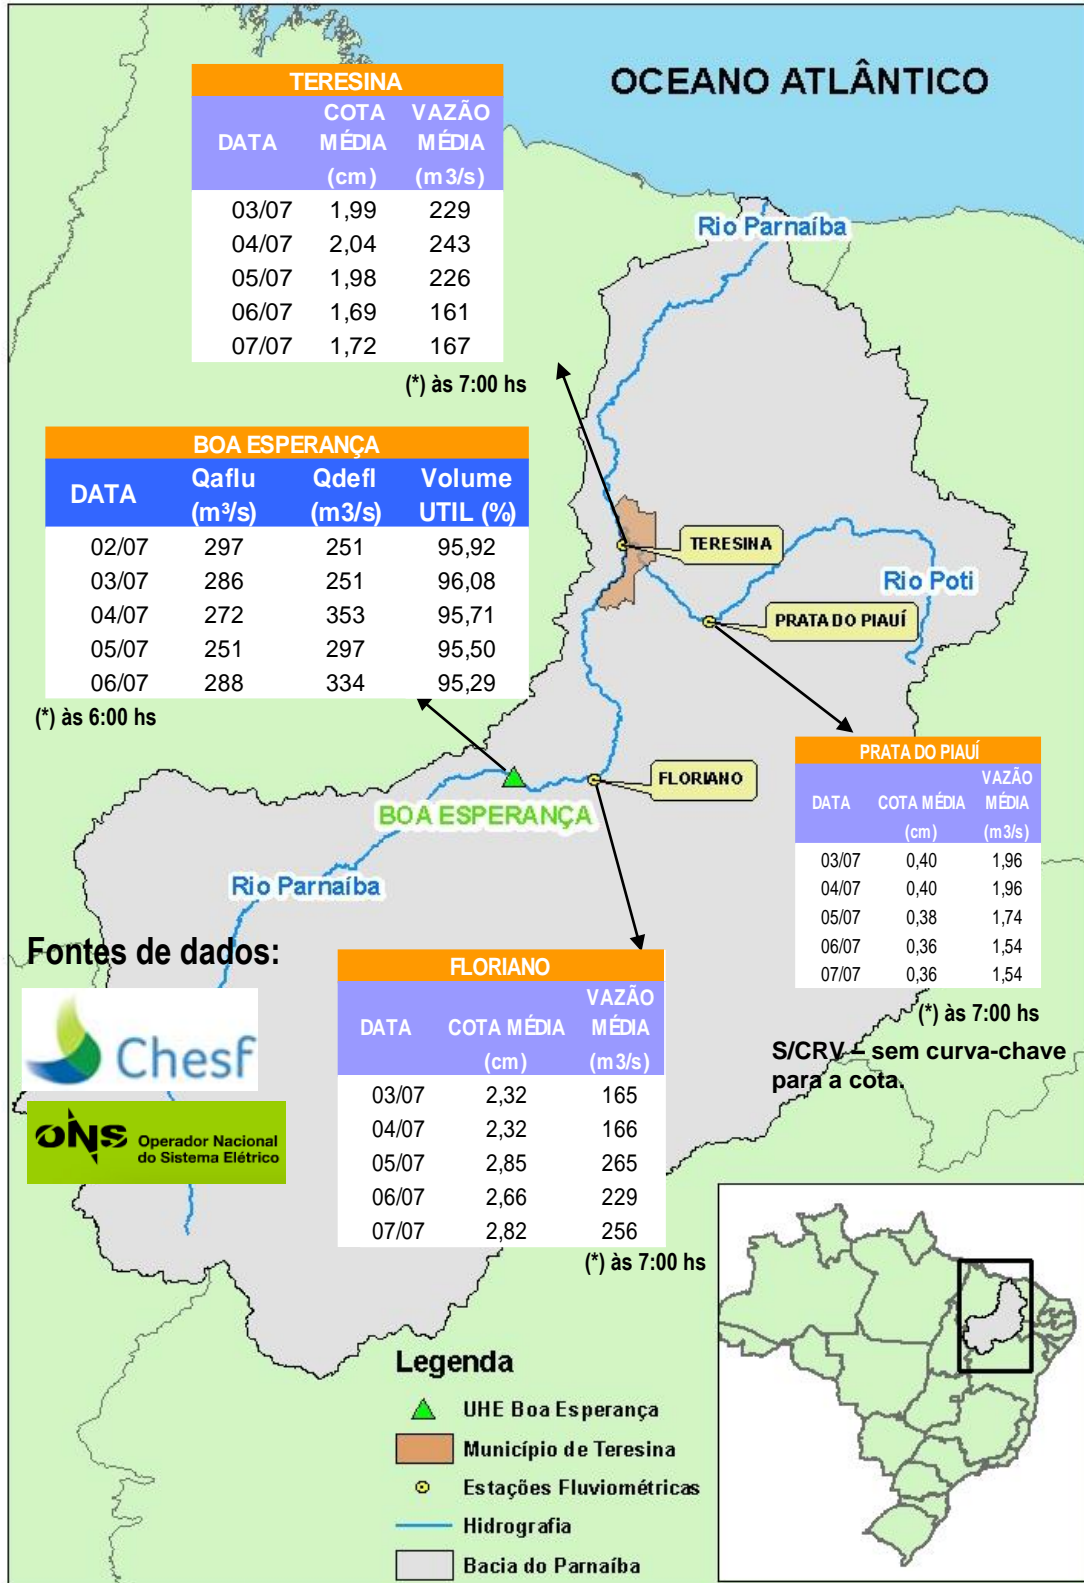 OCEANO ATLÂNTICO
TERESINA
DATA COTA MÉDIA (cm) VAZÃO MÉDIA (m3/s)
03/07 1,99 229
04/07 2,04 243
05/07 1,98 226
06/07 1,69 161
07/07 1,72 167
(*) às 7:00 hs
Rio Parnaíba
BOA ESPERANÇA
DATA Qaflu (m³/s) Qdefl (m3/s) Volume UTIL (%)
02/07 297 251 95,92
03/07 286 251 96,08
04/07 272 353 95,71
05/07 251 297 95,50
06/07 288 334 95,29
(*) às 6:00 hs
TERESINA
Rio Poti
PRATA DO PIAUÍ
FLORIANO
BOA ESPERANÇA
Rio Parnaíba
PRATA DO PIAUÍ
DATA COTA MÉDIA (cm) VAZÃO MÉDIA (m3/s)
03/07 0,40 1,96
04/07 0,40 1,96
05/07 0,38 1,74
06/07 0,36 1,54
07/07 0,36 1,54
(*) às 7:00 hs
S/CRV – sem curva-chave
para a cota.
Fontes de dados:
Chesf
ONS Operador Nacional
do Sistema Elétrico
FLORIANO
DATA COTA MÉDIA (cm) VAZÃO MÉDIA (m3/s)
03/07 2,32 165
04/07 2,32 166
05/07 2,85 265
06/07 2,66 229
07/07 2,82 256
(*) às 7:00 hs
Legenda
UHE Boa Esperança
Município de Teresina
Estações Fluviométricas
Hidrografia
Bacia do Parnaíba